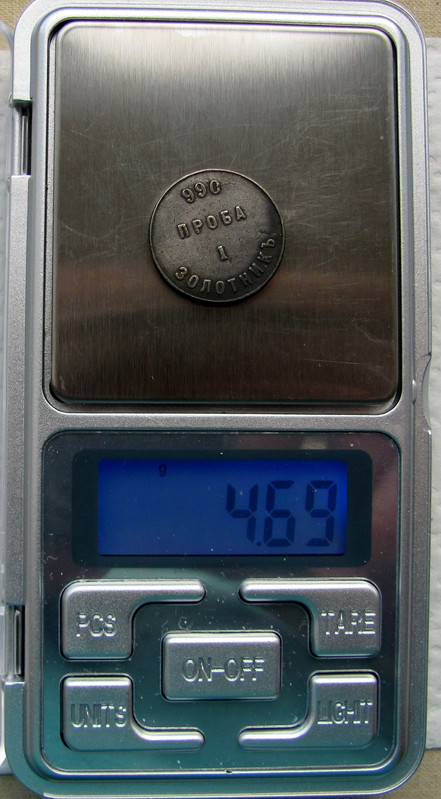 990
ПРОБА
1
ЗОЛОТНИКЪ
g
4.69
PCS
TARE
ON-OFF
UNITS
LIGHT